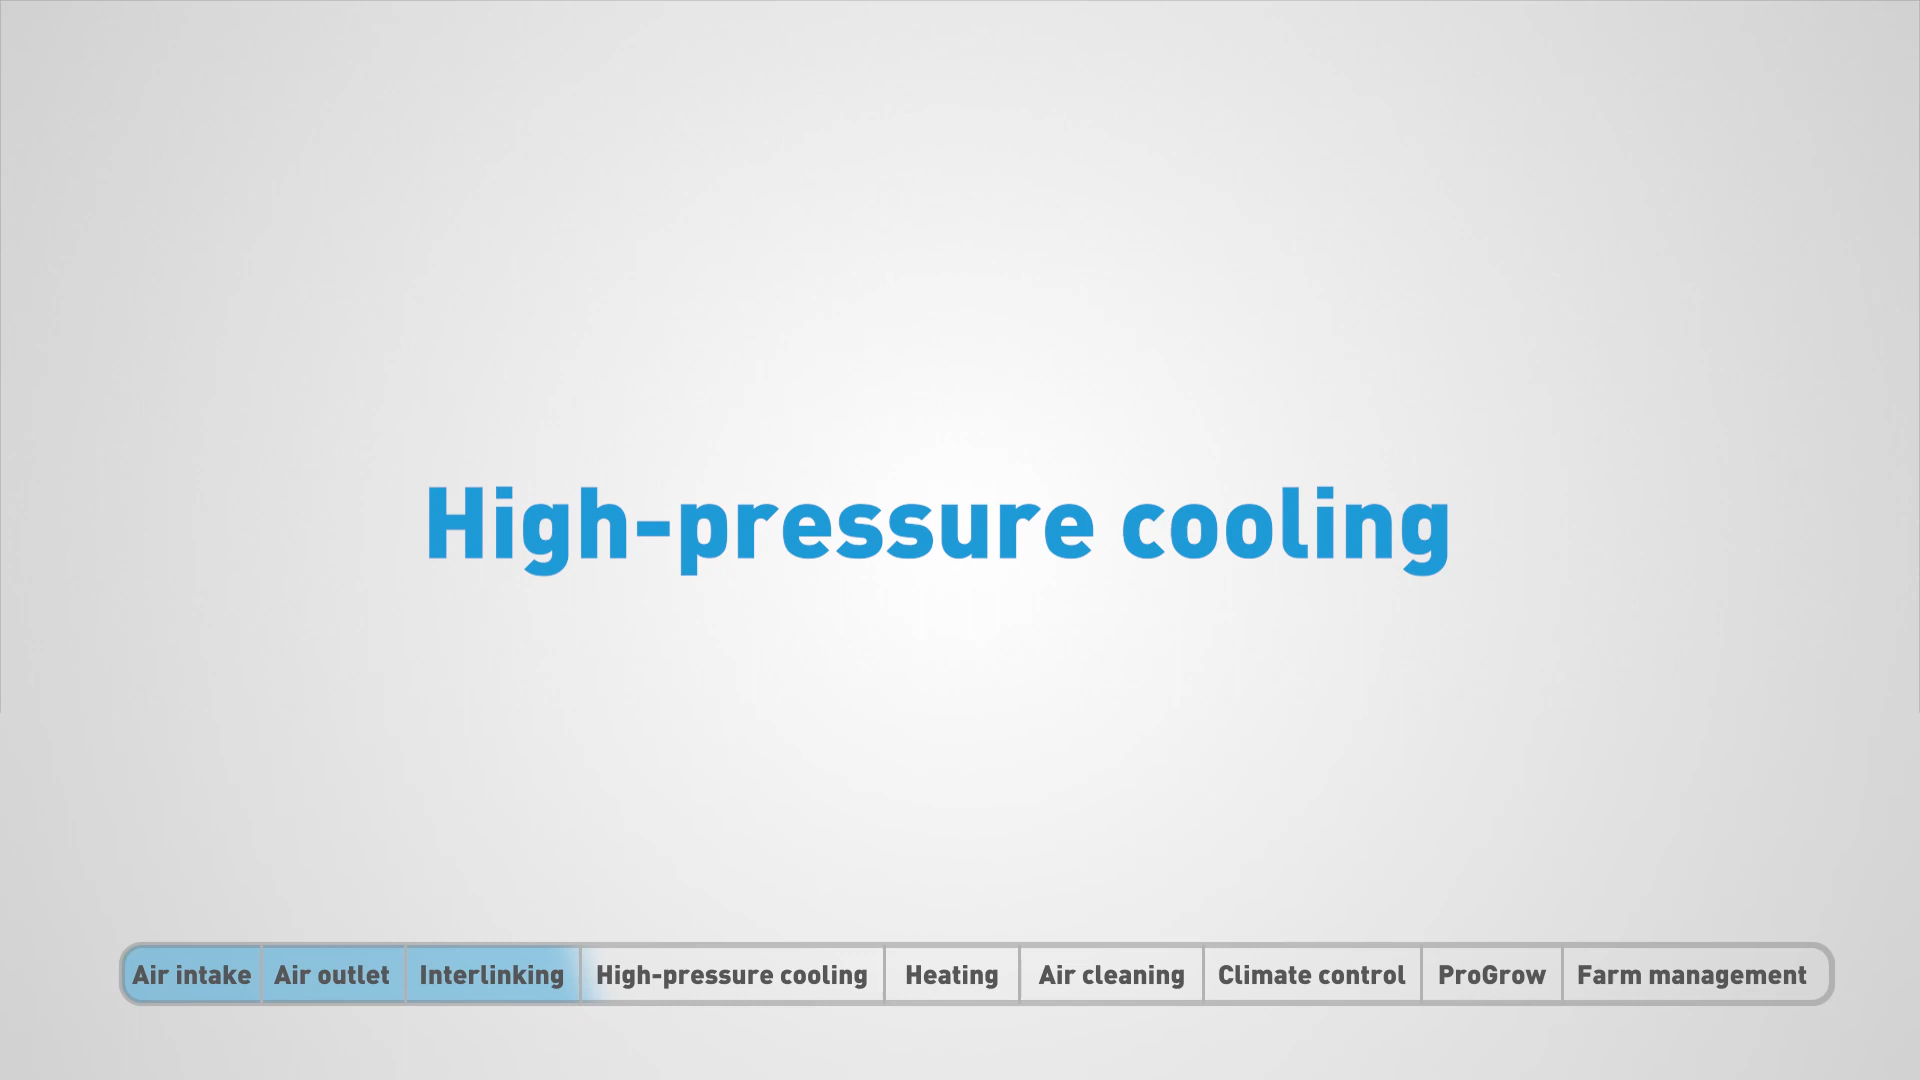 High-pressure cooling
Air intake Air outlet Interlinking High-pressure cooling Heating Air cleaning Climate control ProGrow Farm management